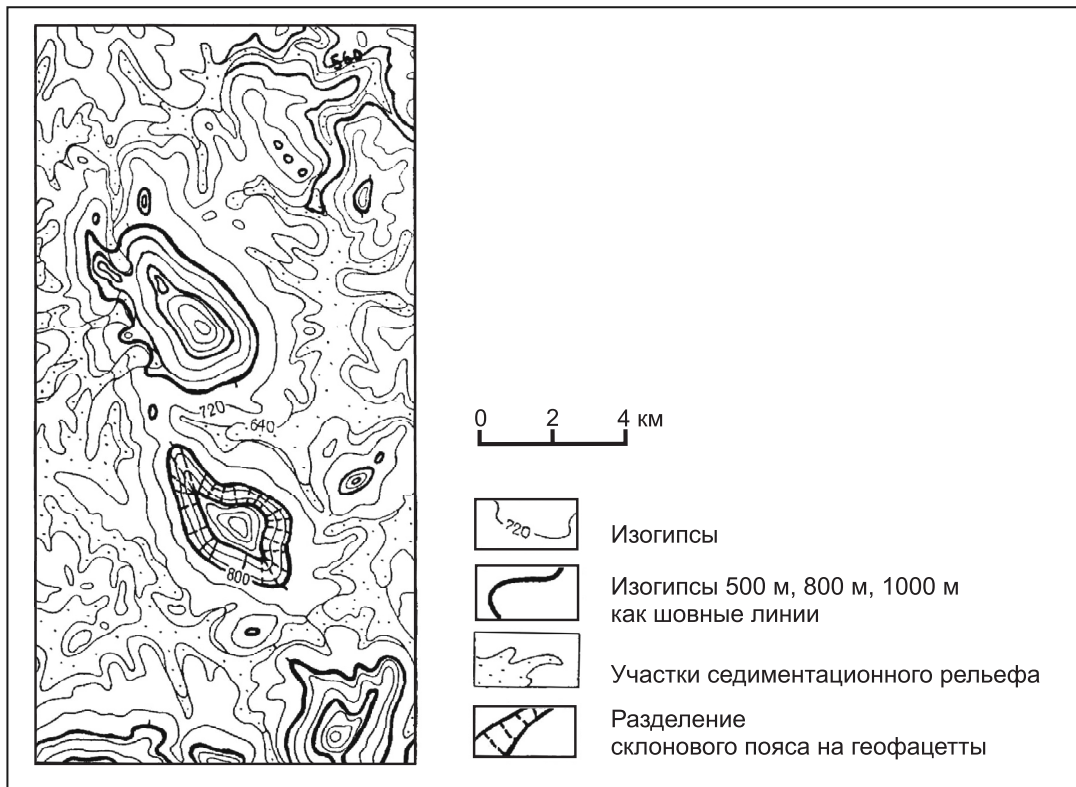 560
720
640
800
0 2 4 км
720
Изогипсы
Изогипсы 500 м, 800 м, 1000 м
как шовные линии
Участки седиментационного рельефа
Разделение
склонового пояса на геофацетты